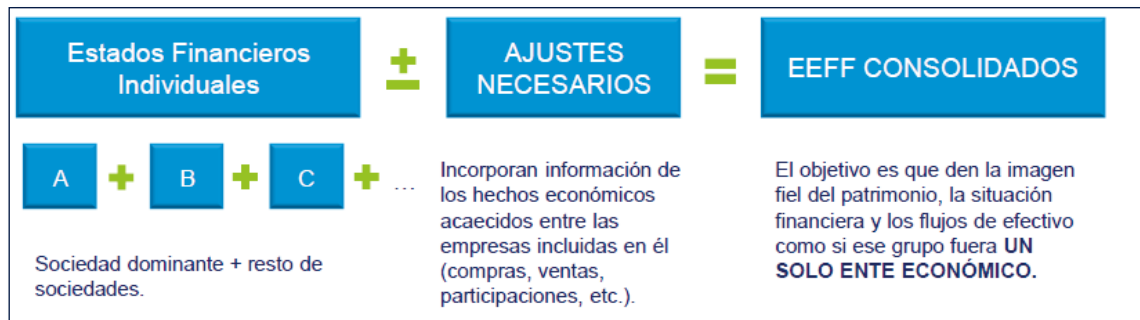 Estados Financieros
Individuales
±
AJUSTES
NECESARIOS
=
EEFF CONSOLIDADOS
A + B + C + ...
Sociedad dominante + resto de
sociedades.
Incorporan información de
los hechos económicos
acaecidos entre las
empresas incluidas en él
(compras, ventas,
participaciones, etc.).
El objetivo es que den la imagen
fiel del patrimonio, la situación
financiera y los flujos de efectivo
como si ese grupo fuera UN
SOLO ENTE ECONÓMICO.